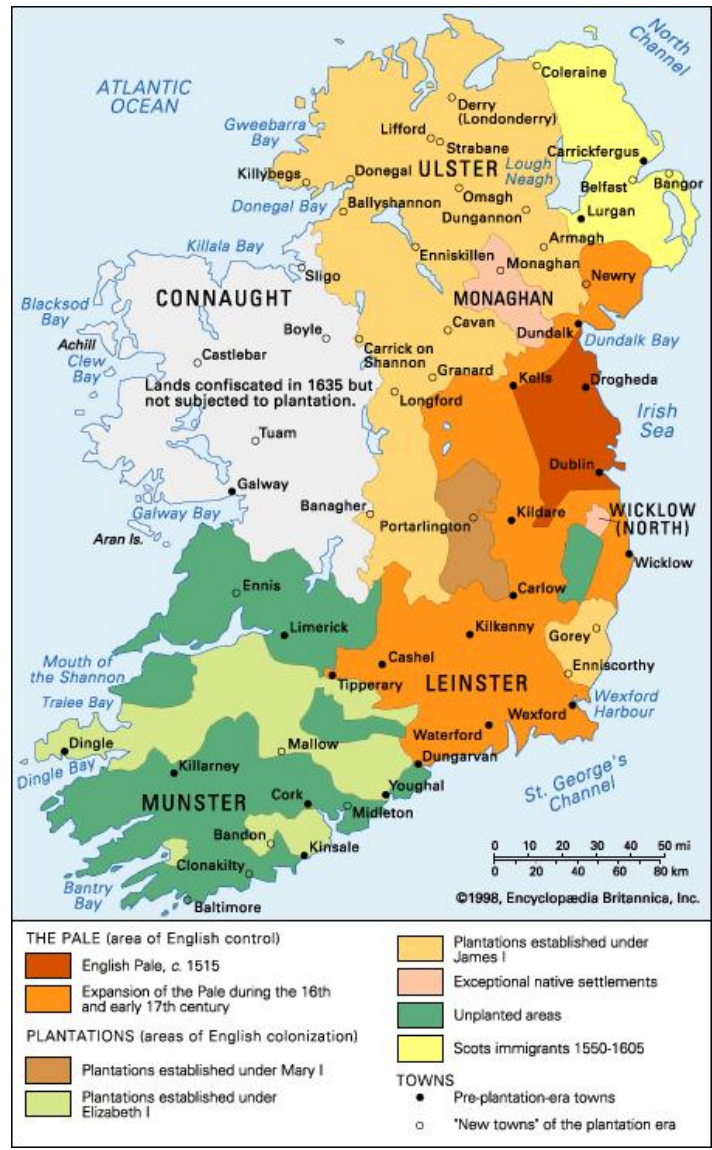 North
Channel
ATLANTIC
OCEAN
Coleraine
Derry
(Londonderry)
Gweebarra
Bay
Lifford
Strabane
Carrickfergus
Killybegs
Donegal
ULSTER
Lough
Neagh
Belfast
Bangor
Omagh
Donegal Bay
Ballyshannon
Dungannon
Lurgan
Killala Bay
Armagh
Enniskillen
Monaghan
Sligo
Newry
CONNAUGHT
MONAGHAN
Blacksod
Bay
Boyle
Cavan
Dundalk
Dundalk Bay
Achill
Clew
Bay
Castlebar
Carrick on
Shannon
Granard
Kells
Drogheda
Lands confiscated in 1635 but
not subjected to plantation.
Longford
Irish
Sea
Tuam
Dublin
Galway
Banagher
Galway Bay
Portarlington
Kildare
WICKLOW
(NORTH)
Aran Is.
Wicklow
Ennis
Carlow
Limerick
Kilkenny
Gorey
Mouth of
the Shannon
Cashel
Enniscorthy
Tipperary
LEINSTER
Tralee Bay
Wexford
Wexford
Harbour
Dingle
Mallow
Waterford
Dingle Bay
Killarney
Dungarvan
St. George's
Channel
MUNSTER
Cork
Youghal
Midleton
Bandon
Kinsale
Clonakilty
Bantry
Bay
Baltimore
0 10 20 30 40 50 mi
0 20 40 60 80 km
©1998, Encyclopædia Britannica, Inc.
THE PALE (area of English control)
English Pale, c. 1515
Expansion of the Pale during the 16th
and early 17th century
PLANTATIONS (areas of English colonization)
Plantations established under Mary I
Plantations established under
Elizabeth I
Plantations established under
James I
Exceptional native settlements
Unplanted areas
Scots immigrants 1550-1605
TOWNS
Pre-plantation-era towns
"New towns" of the plantation era